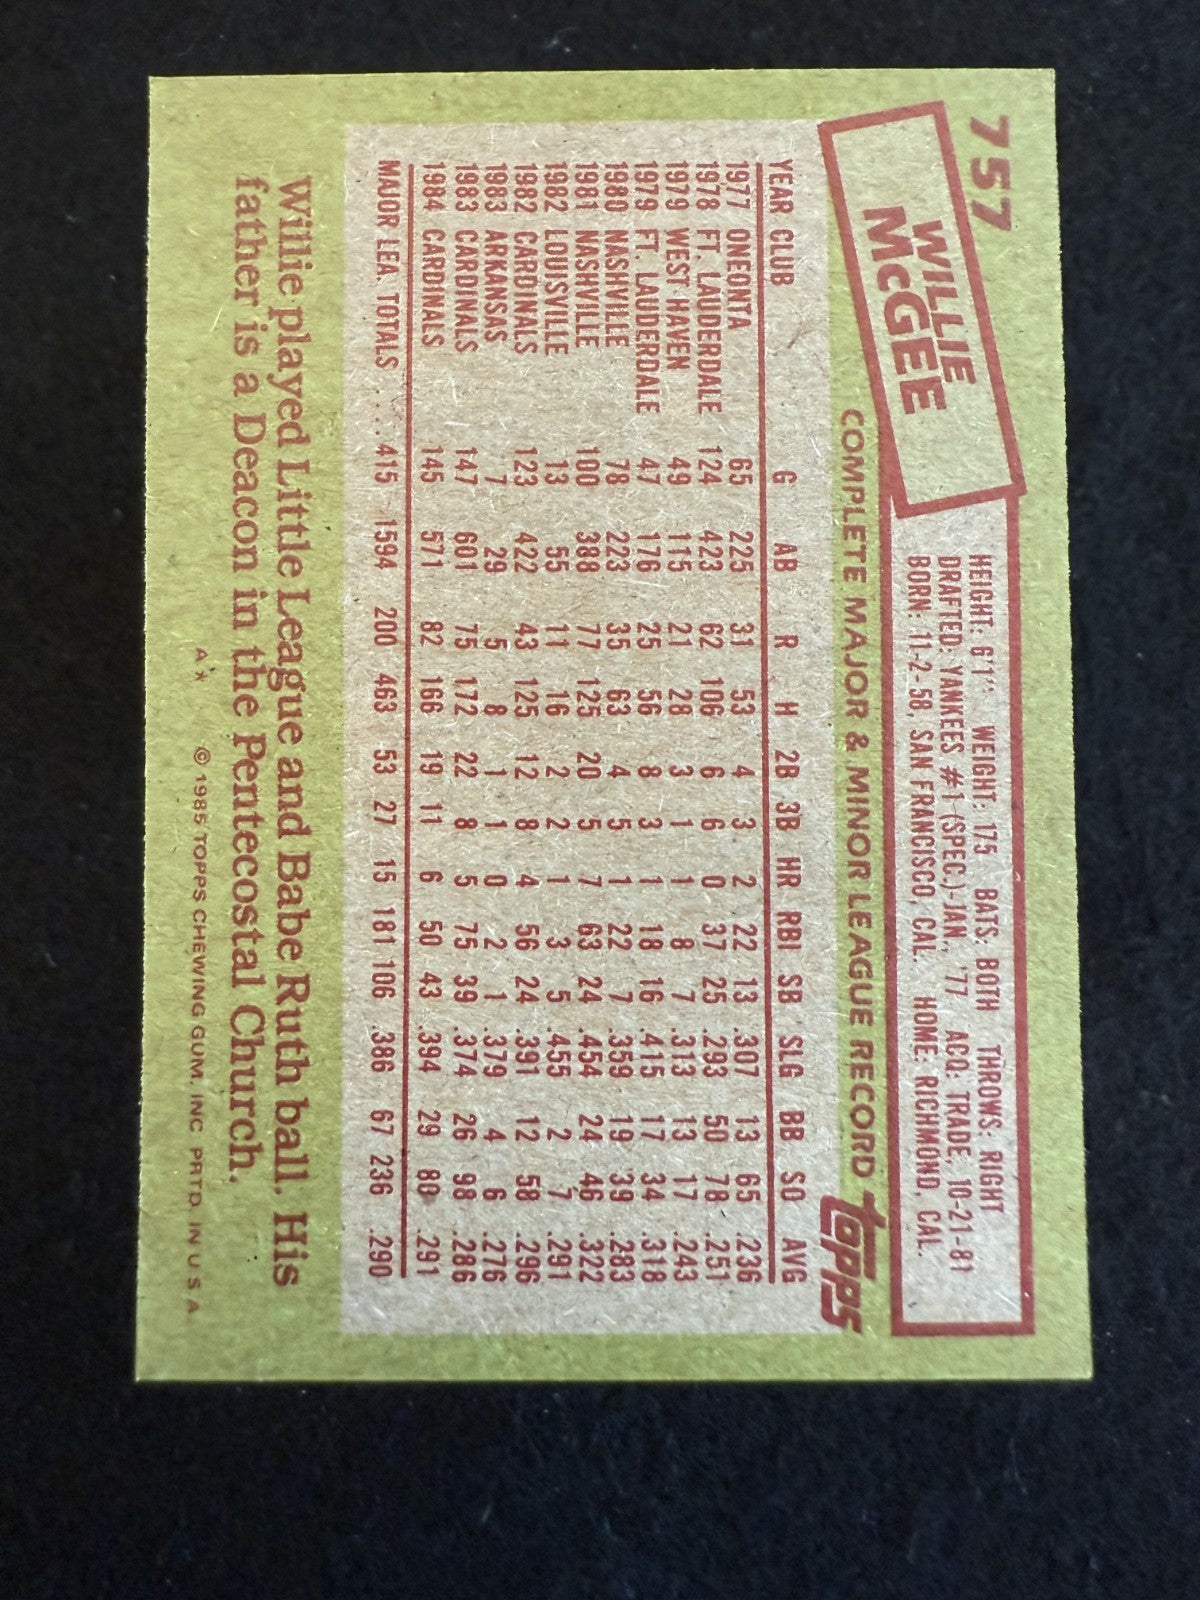 757
WILLIE
McGEE
HEIGHT: 6'1" WEIGHT: 175 BATS: BOTH THROWS: RIGHT
DRAFTED: YANKEES #1 (SPEC.)-JAN., '77 ACQ: TRADE, 10-21-81
BORN: 11-2-58, SAN FRANCISCO, CAL. HOME: RICHMOND, CAL.
COMPLETE MAJOR & MINOR LEAGUE RECORD topps
YEAR CLUB G AB R H 2B 3B HR RBI SB SLG BB SO AVG
1977 ONEONTA 65 225 31 53 4 3 2 22 13 .307 13 65 .236
1978 FT. LAUDERDALE 124 423 62 106 6 6 0 37 25 .293 50 78 .251
1979 WEST HAVEN 49 115 21 28 3 1 1 8 7 .313 13 17 .243
1979 FT. LAUDERDALE 47 176 25 56 8 3 1 18 16 .415 17 34 .318
1980 NASHVILLE 78 223 35 63 4 5 1 22 7 .359 19 39 .283
1981 NASHVILLE 100 388 77 125 20 5 7 63 24 .454 24 46 .322
1982 LOUISVILLE 13 55 11 16 2 2 1 3 5 .455 2 7 .291
1982 CARDINALS 123 422 43 125 12 8 4 56 24 .391 12 58 .296
1983 ARKANSAS 7 29 5 8 1 1 0 2 1 .379 4 6 .276
1983 CARDINALS 147 601 75 172 22 8 5 75 39 .374 26 98 .286
1984 CARDINALS 145 571 82 166 19 11 6 50 43 .394 29 80 .291
MAJOR LEA. TOTALS ... 415 1594 200 463 53 27 15 181 106 .386 67 236 .290
Willie played Little League and Babe Ruth ball. His
father is a Deacon in the Pentecostal Church.
A* © 1985 TOPPS CHEWING GUM, INC. PRTD. IN U.S.A.